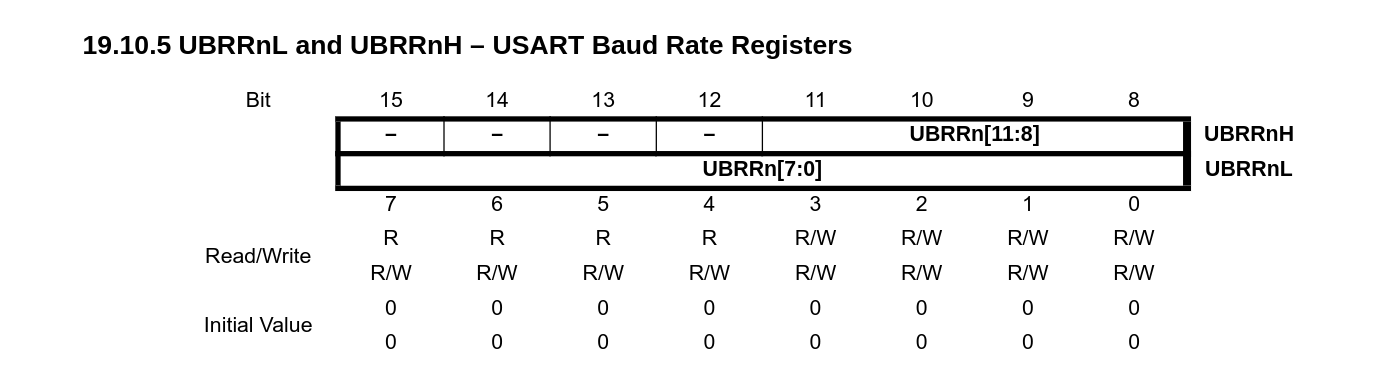 19.10.5 UBRRnL and UBRRnH – USART Baud Rate Registers
Bit 15 14 13 12 11 10 9 8
– – – – UBRRn[11:8] UBRRnH
UBRRn[7:0] UBRRnL
7 6 5 4 3 2 1 0
Read/Write R R R R R/W R/W R/W R/W
R/W R/W R/W R/W R/W R/W R/W R/W
Initial Value 0 0 0 0 0 0 0 0
0 0 0 0 0 0 0 0